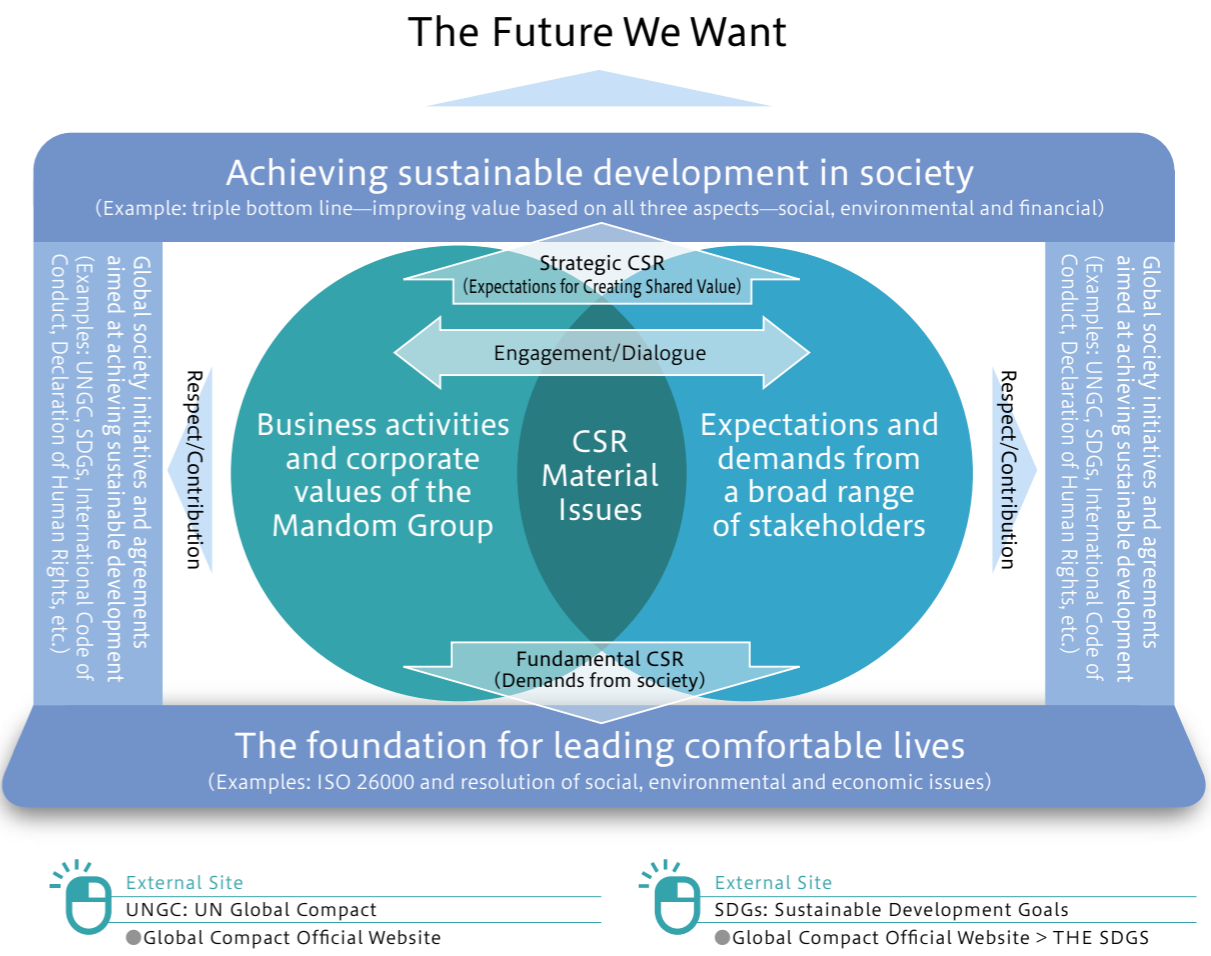 The Future We Want
Achieving sustainable development in society
(Example: triple bottom line—improving value based on all three aspects—social, environmental and financial)
Global society initiatives and agreements
aimed at achieving sustainable development
(Examples: UNGC, SDGs, International Code of
Conduct, Declaration of Human Rights, etc.)
Respect/Contribution
Strategic CSR
(Expectations for Creating Shared Value)
Engagement/Dialogue
Business activities
and corporate
values of the
Mandom Group
CSR
Material
Issues
Expectations and
demands from
a broad range
of stakeholders
Fundamental CSR
(Demands from society)
Respect/Contribution
Global society initiatives and agreements
aimed at achieving sustainable development
(Examples: UNGC, SDGs, International Code of
Conduct, Declaration of Human Rights, etc.)
The foundation for leading comfortable lives
(Examples: ISO 26000 and resolution of social, environmental and economic issues)
External Site
UNGC: UN Global Compact
●Global Compact Official Website
External Site
SDGs: Sustainable Development Goals
●Global Compact Official Website > THE SDGS